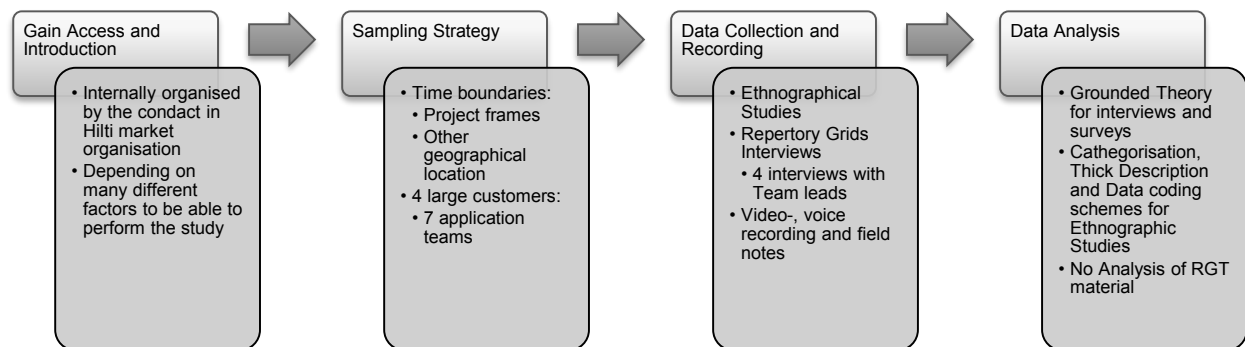 Gain Access and
Introduction
• Internally organised
by the conduct in
Hilti market
organisation
• Depending on
many different
factors to be able to
perform the study
Sampling Strategy
• Time boundaries:
• Project frames
• Other
geographical
location
• 4 large customers:
• 7 application
teams
Data Collection and
Recording
• Ethnographical
Studies
• Repertory Grids
Interviews
• 4 interviews with
Team leads
• Video-, voice
recording and field
notes
Data Analysis
• Grounded Theory
for interviews and
surveys
• Cathegorisation,
Thick Description
and Data coding
schemes for
Ethnographic
Studies
• No Analysis of RGT
material